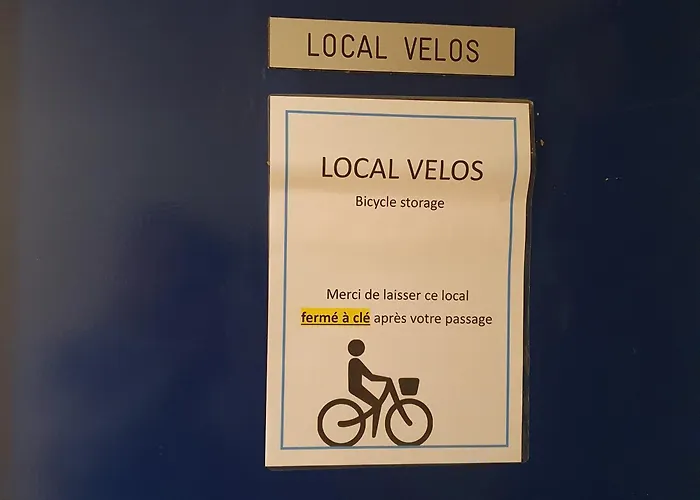 LOCAL VELOS
LOCAL VELOS
Bicycle storage
Merci de laisser ce local
fermé à clé après votre passage